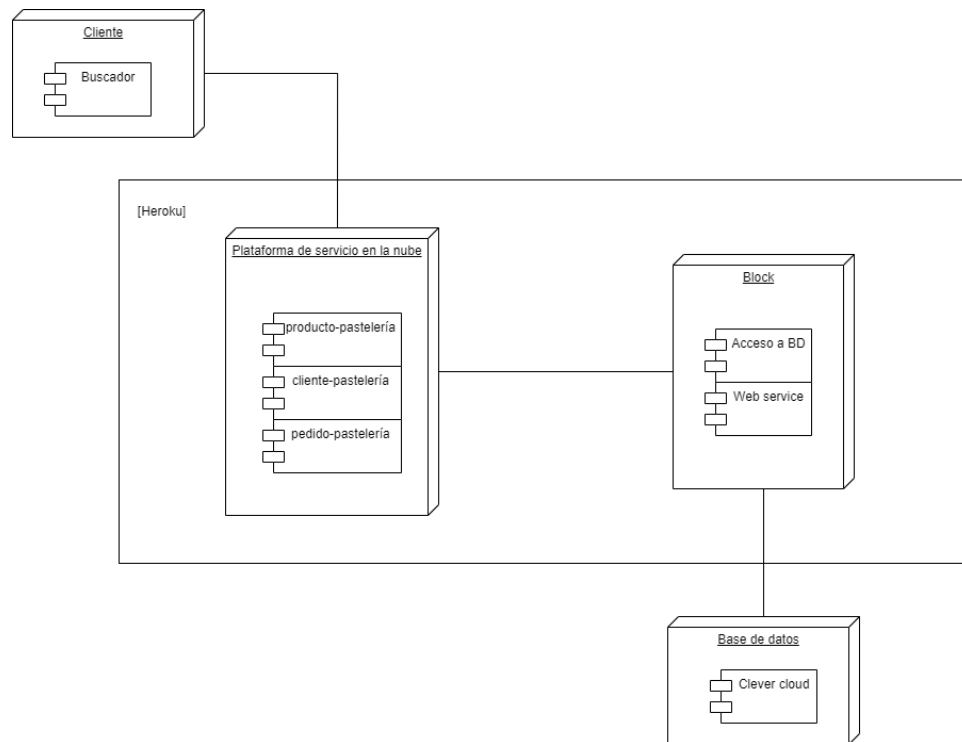 Cliente
Buscador
[Heroku]
Plataforma de servicio en la nube
producto-pastelería
cliente-pastelería
pedido-pastelería
Block
Acceso a BD
Web service
Base de datos
Clever cloud